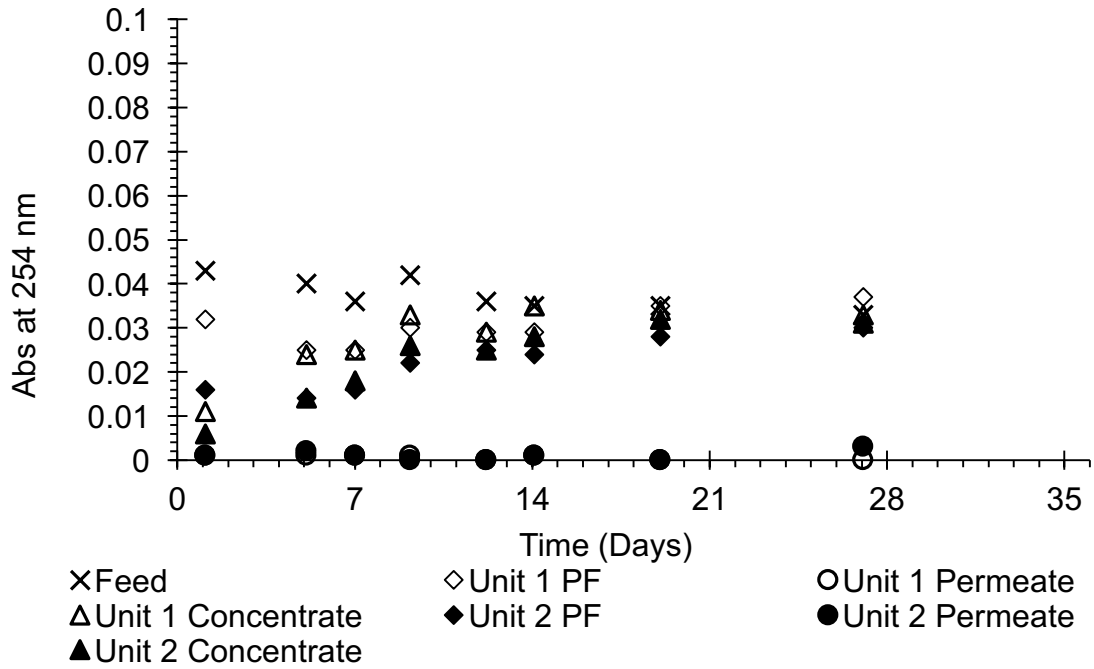 0.1
0.09
0.08
0.07
0.06
0.05
0.04
0.03
0.02
0.01
0
Abs at 254 nm
0 7 14 21 28 35
Time (Days)
Feed Unit 1 PF Unit 1 Permeate
Unit 1 Concentrate Unit 2 PF Unit 2 Permeate
Unit 2 Concentrate